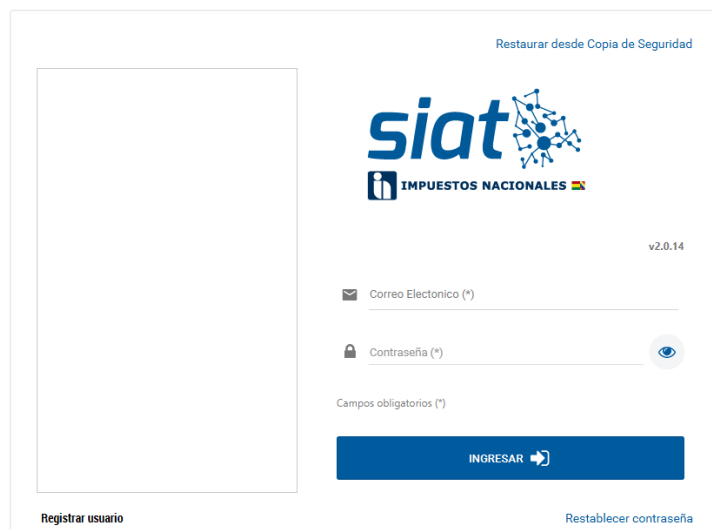 Restaurar desde Copia de Seguridad
siat
IMPUESTOS NACIONALES
v2.0.14
Correo Electonico (*)
Contraseña (*)
Campos obligatorios (*)
INGRESAR
Registrar usuario
Restablecer contraseña